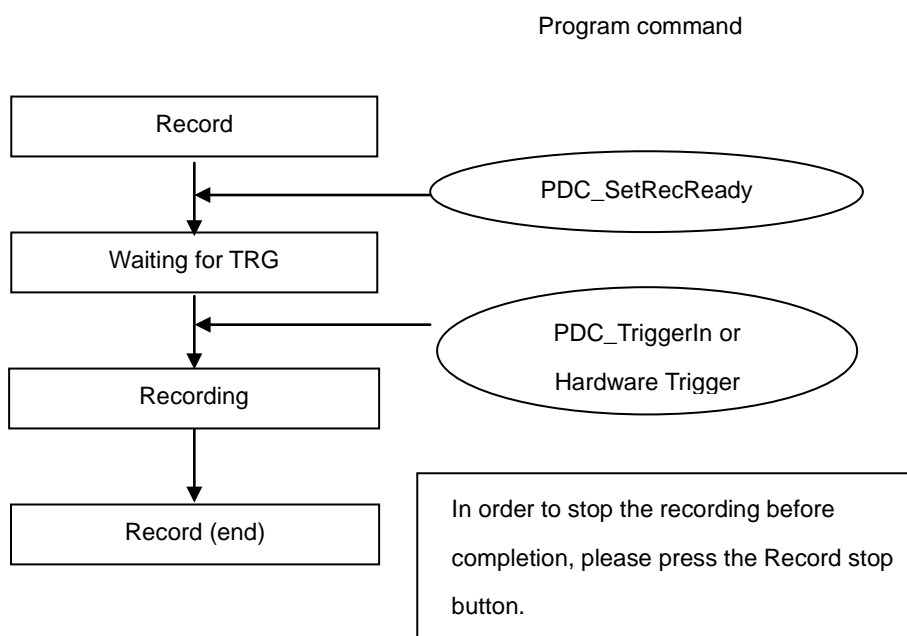 Program command
Record
PDC_SetRecReady
Waiting for TRG
PDC_TriggerIn or
Hardware Trigger
Recording
Record (end)
In order to stop the recording before
completion, please press the Record stop
button.